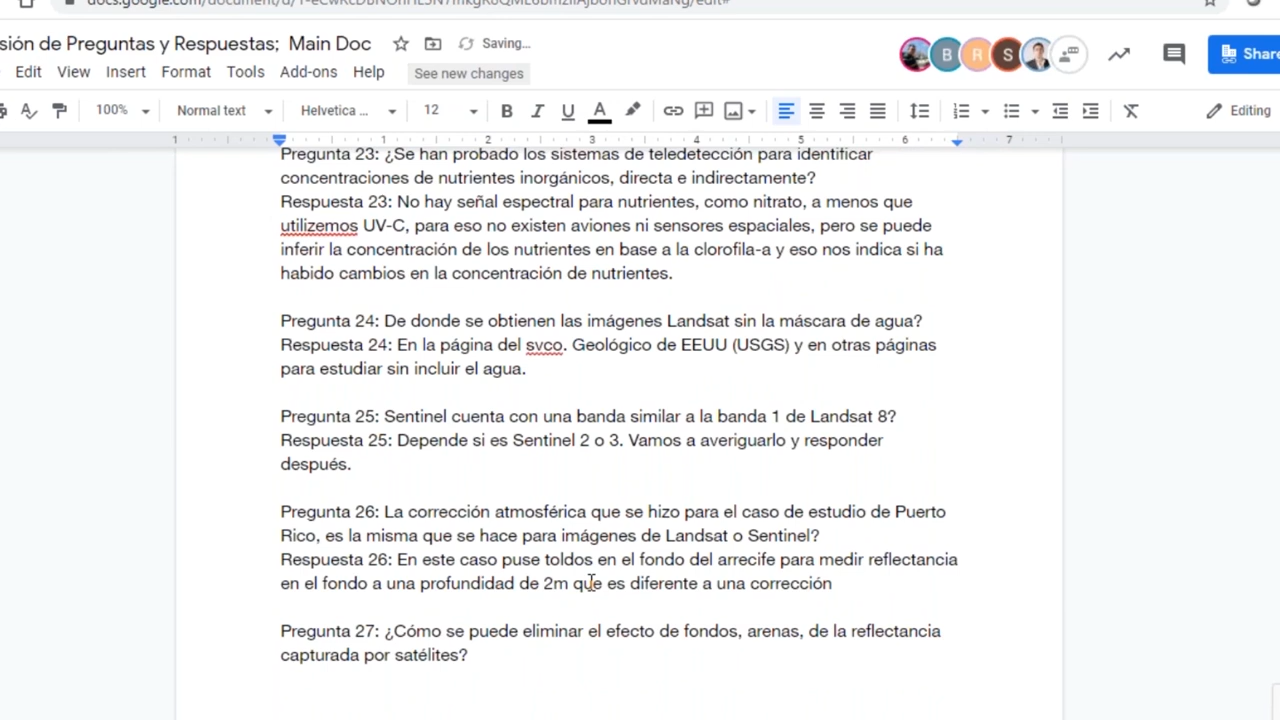 sión de Preguntas y Respuestas; Main Doc
Saving...
Edit View Insert Format Tools Add-ons Help See new changes
B R S Share
100% Normal text Helvetica ... 12 B I U A Editing
1 1 2 3 4 5 6 7
Pregunta 23: ¿Se han probado los sistemas de teledetección para identificar
concentraciones de nutrientes inorgánicos, directa e indirectamente?
Respuesta 23: No hay señal espectral para nutrientes, como nitrato, a menos que
utilizemos UV-C, para eso no existen aviones ni sensores espaciales, pero se puede
inferir la concentración de los nutrientes en base a la clorofila-a y eso nos indica si ha
habido cambios en la concentración de nutrientes.
Pregunta 24: De donde se obtienen las imágenes Landsat sin la máscara de agua?
Respuesta 24: En la página del svco. Geológico de EEUU (USGS) y en otras páginas
para estudiar sin incluir el agua.
Pregunta 25: Sentinel cuenta con una banda similar a la banda 1 de Landsat 8?
Respuesta 25: Depende si es Sentinel 2 o 3. Vamos a averiguarlo y responder
después.
Pregunta 26: La corrección atmosférica que se hizo para el caso de estudio de Puerto
Rico, es la misma que se hace para imágenes de Landsat o Sentinel?
Respuesta 26: En este caso puse toldos en el fondo del arrecife para medir reflectancia
en el fondo a una profundidad de 2m que es diferente a una corrección
Pregunta 27: ¿Cómo se puede eliminar el efecto de fondos, arenas, de la reflectancia
capturada por satélites?